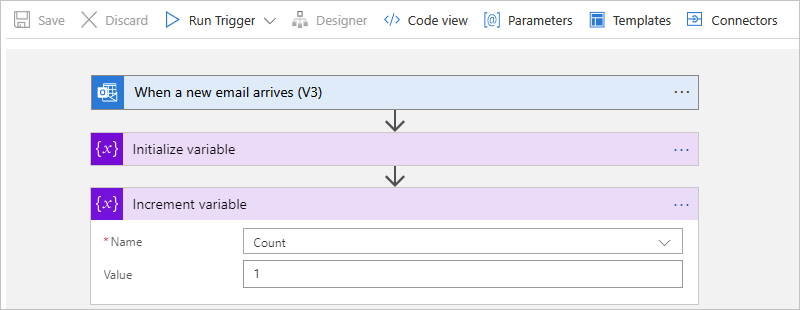 Save Discard Run Trigger Designer Code view Parameters Templates Connectors
When a new email arrives (V3)
{x} Initialize variable
{x} Increment variable
* Name Count
Value 1